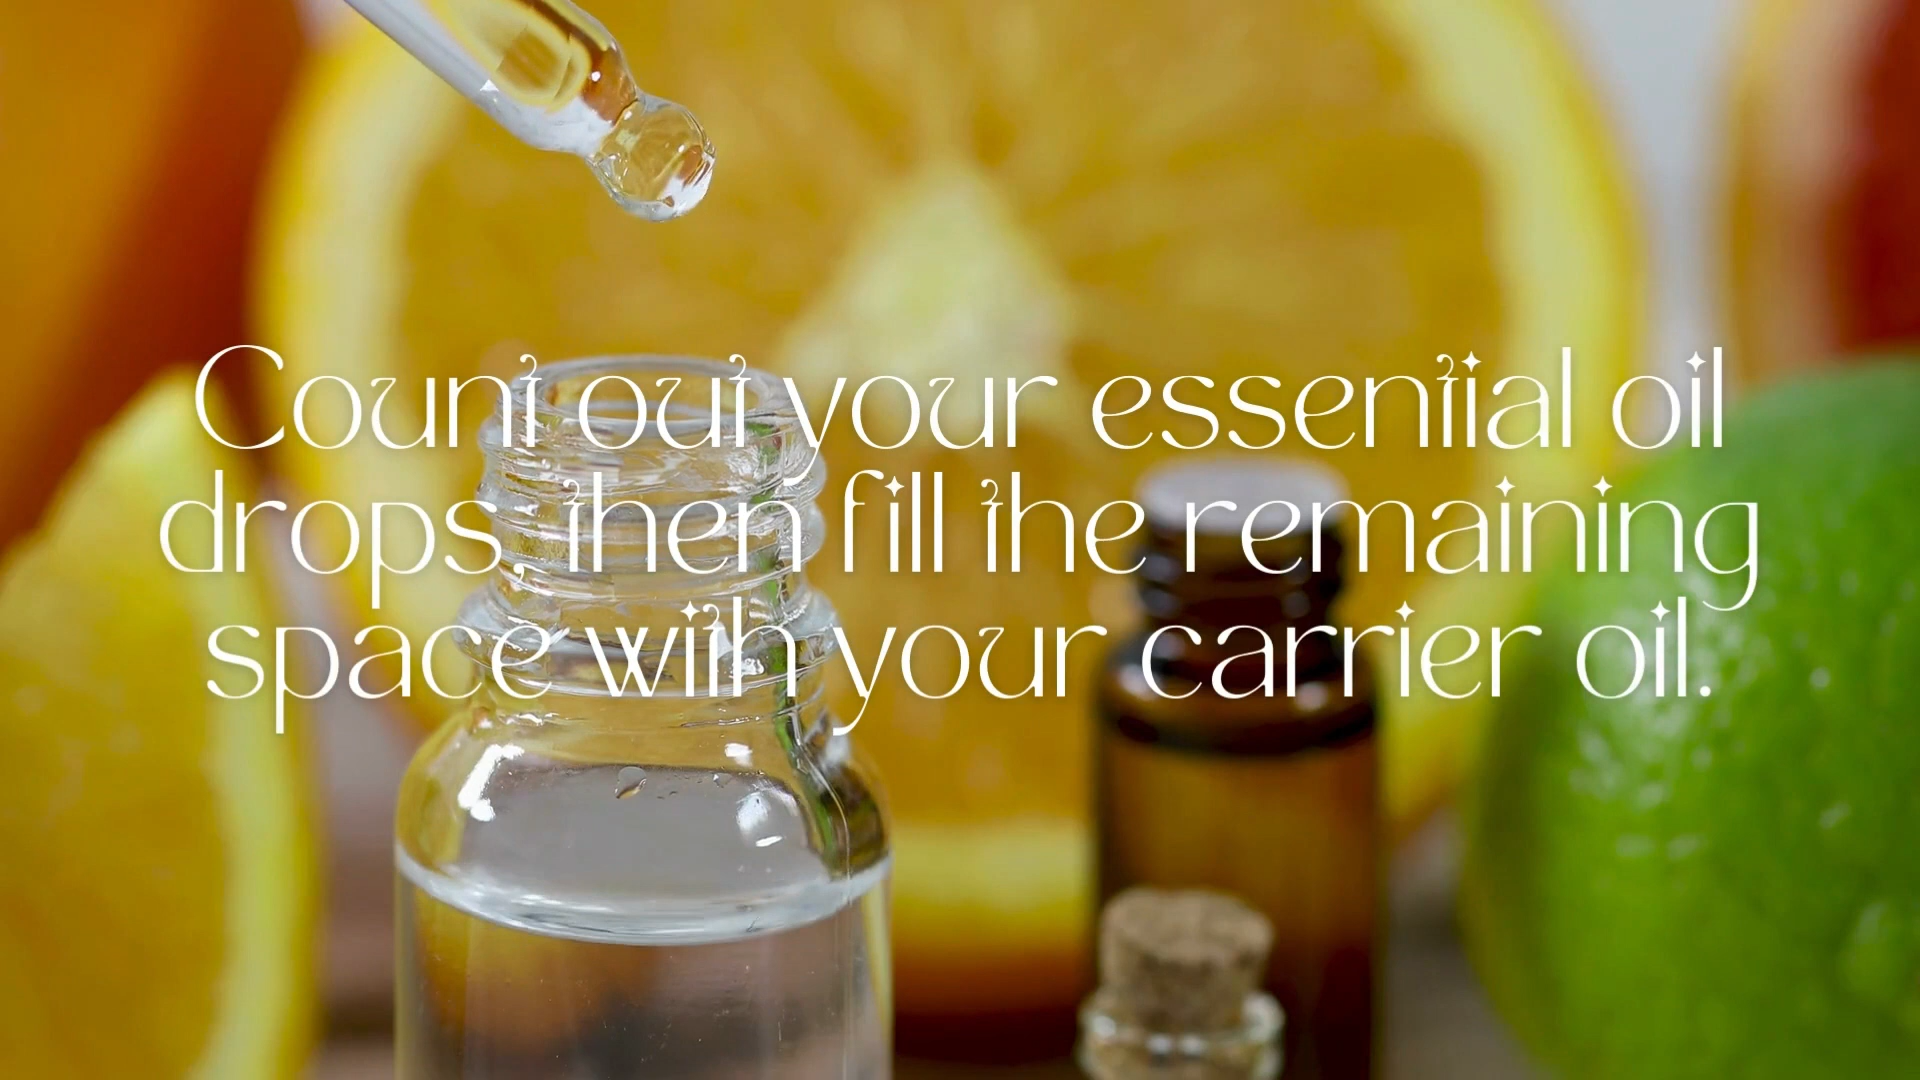 Count out your essential oil
drops, then fill the remaining
space with your carrier oil.